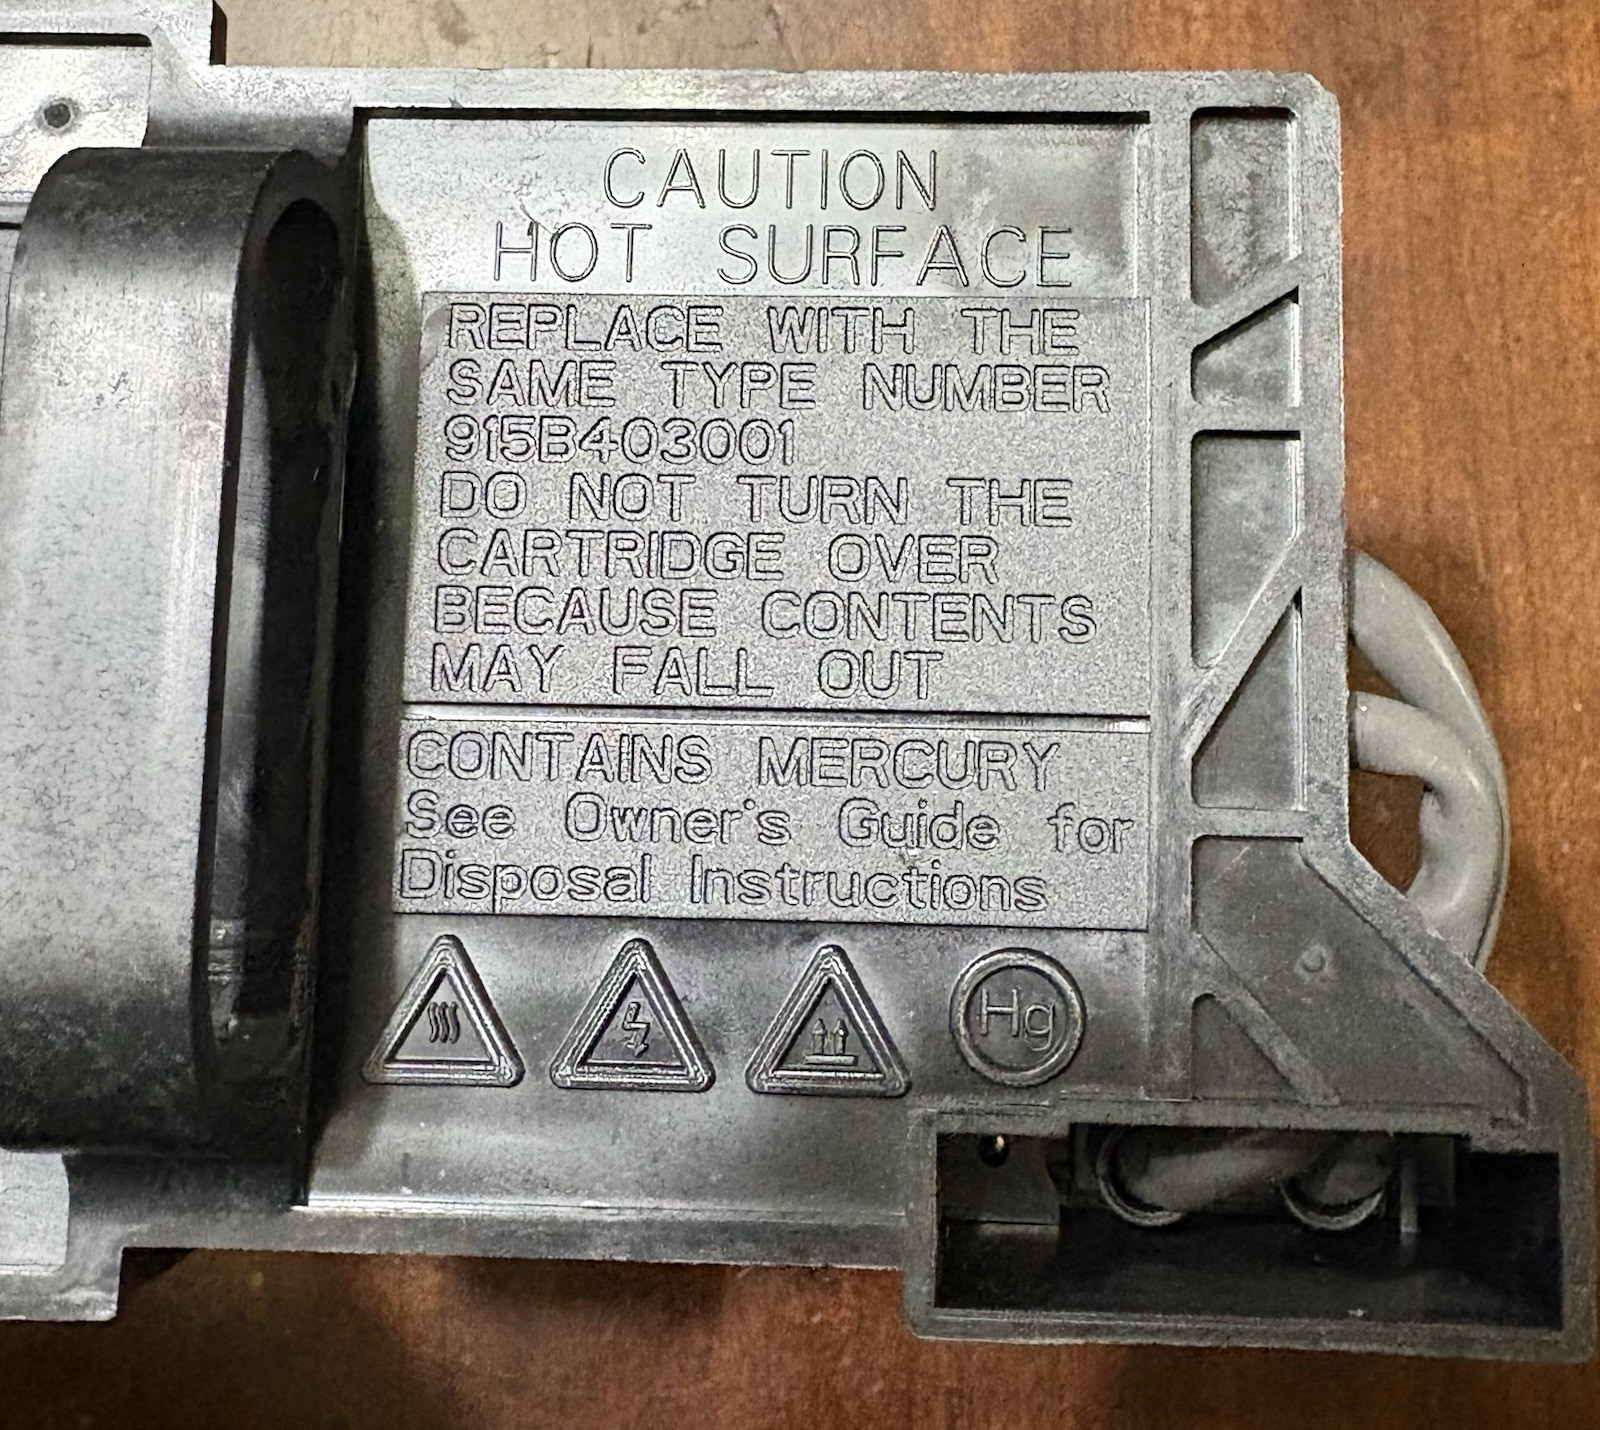 CAUTION
HOT SURFACE
REPLACE WITH THE
SAME TYPE NUMBER
915B403001
DO NOT TURN THE
CARTRIDGE OVER
BECAUSE CONTENTS
MAY FALL OUT
CONTAINS MERCURY
See Owner's Guide for
Disposal Instructions
Hg